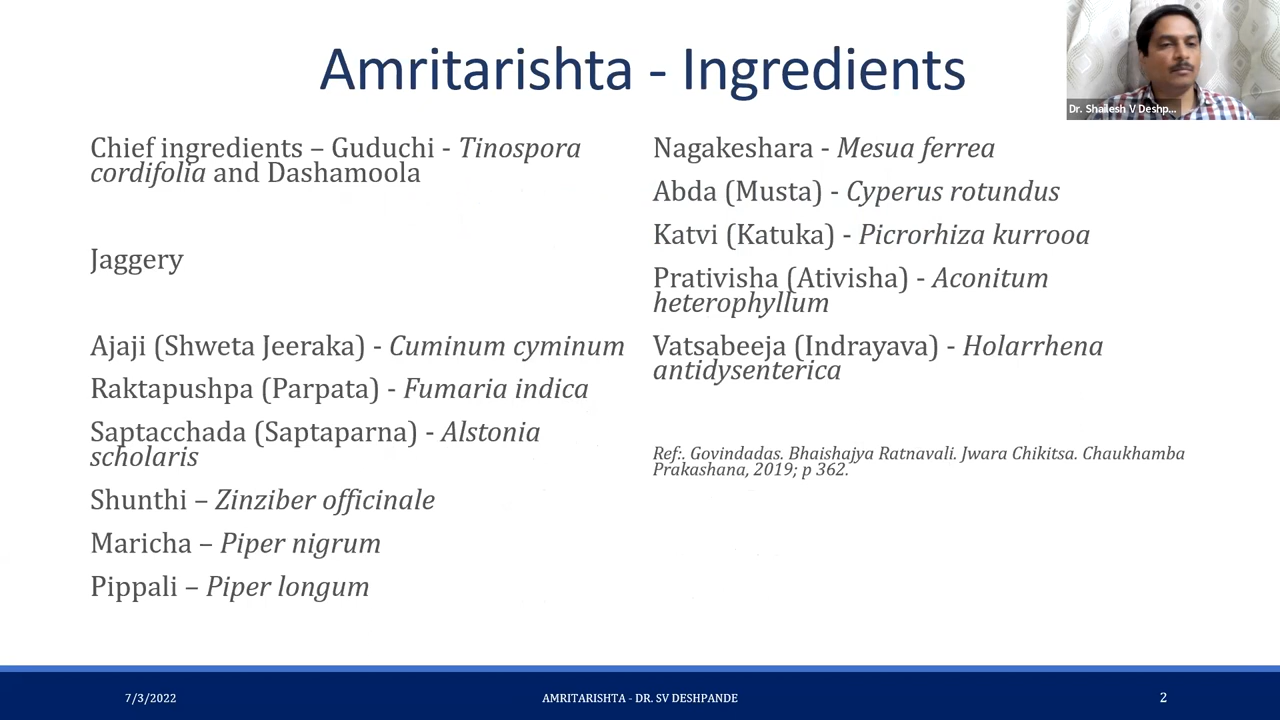 Amritarishta - Ingredients
Dr. Shailesh V Deshp...
Chief ingredients – Guduchi - Tinospora
cordifolia and Dashamoola
Jaggery
Ajaji (Shweta Jeeraka) - Cuminum cyminum
Raktapushpa (Parpata) - Fumaria indica
Saptacchada (Saptaparna) - Alstonia
scholaris
Shunthi – Zinziber officinale
Maricha – Piper nigrum
Pippali – Piper longum
Nagakeshara - Mesua ferrea
Abda (Musta) - Cyperus rotundus
Katvi (Katuka) - Picrorhiza kurrooa
Prativisha (Ativisha) - Aconitum
heterophyllum
Vatsabeeja (Indrayava) - Holarrhena
antidysenterica
Ref:. Govindadas. Bhaishajya Ratnavali. Jwara Chikitsa. Chaukhamba
Prakashana, 2019; p 362.
7/3/2022
AMRITARISHTA - DR. SV DESHPANDE
2